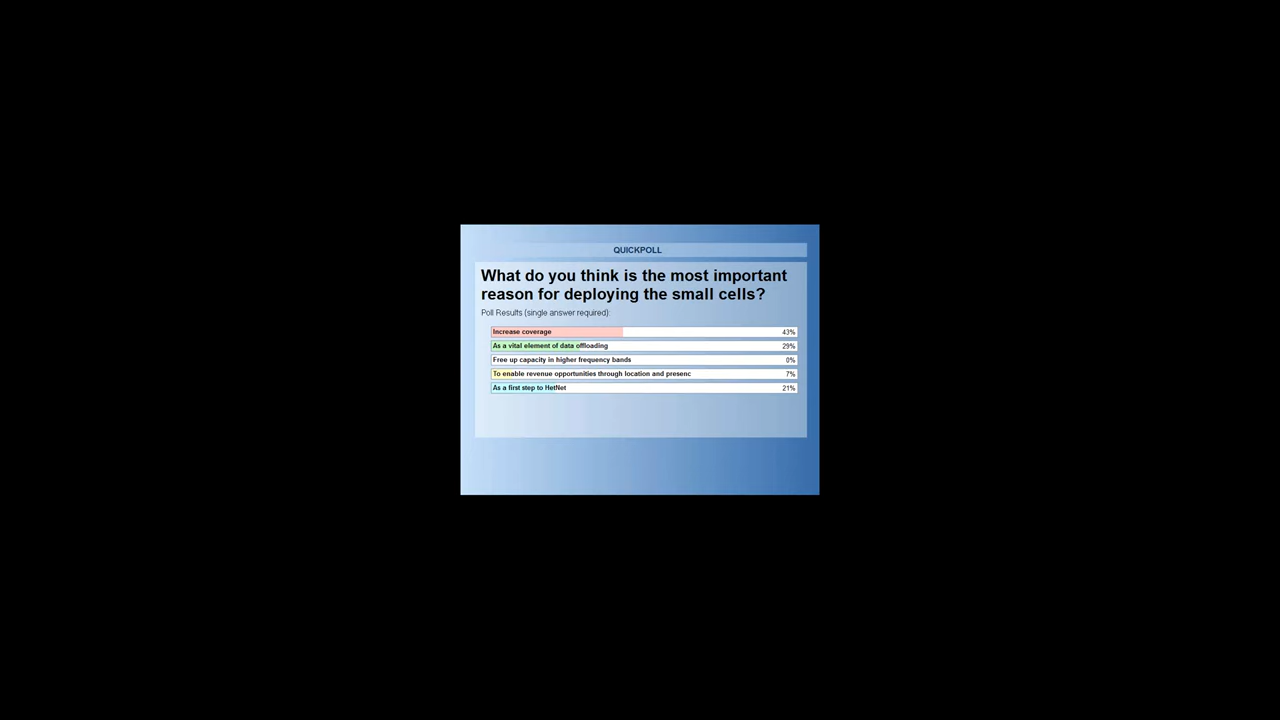 QUICKPOLL
What do you think is the most important
reason for deploying the small cells?
Poll Results (single answer required):
Increase coverage 43%
As a vital element of data offloading 29%
Free up capacity in higher frequency bands 0%
To enable revenue opportunities through location and presenc 7%
As a first step to HetNet 21%